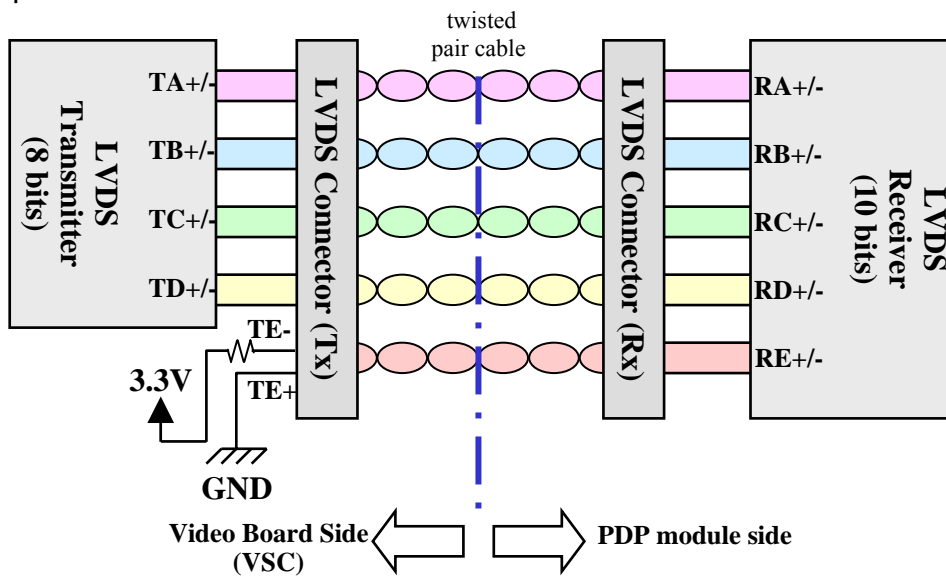 twisted
pair cable
LVDS
Transmitter
(8 bits)
TA+/-
TB+/-
TC+/-
TD+/-
TE-
TE+
3.3V
GND
LVDS Connector (Tx)
LVDS Connector (Rx)
RA+/-
RB+/-
RC+/-
RD+/-
RE+/-
LVDS
Receiver
(10 bits)
Video Board Side
(VSC)
PDP module side